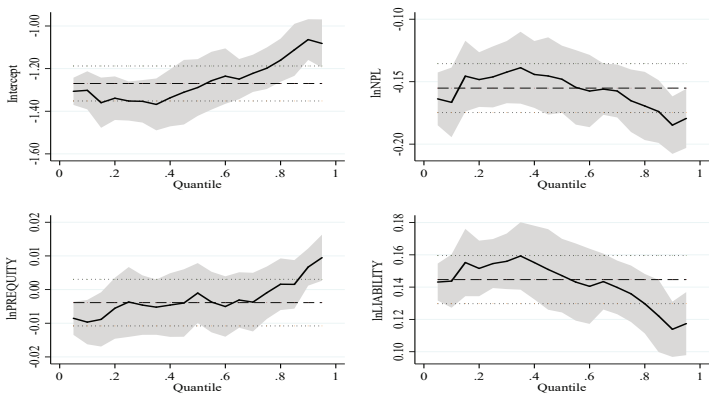 Intercept
-1.00
-1.20
-1.40
-1.60
0 .2 .4 .6 .8 1
Quantile
lnNPL
-0.10
-0.15
-0.20
0 .2 .4 .6 .8 1
Quantile
lnPREQUITY
0.02
0.01
0.00
-0.01
-0.02
0 .2 .4 .6 .8 1
Quantile
lnLIABILITY
0.18
0.16
0.14
0.12
0.10
0 .2 .4 .6 .8 1
Quantile